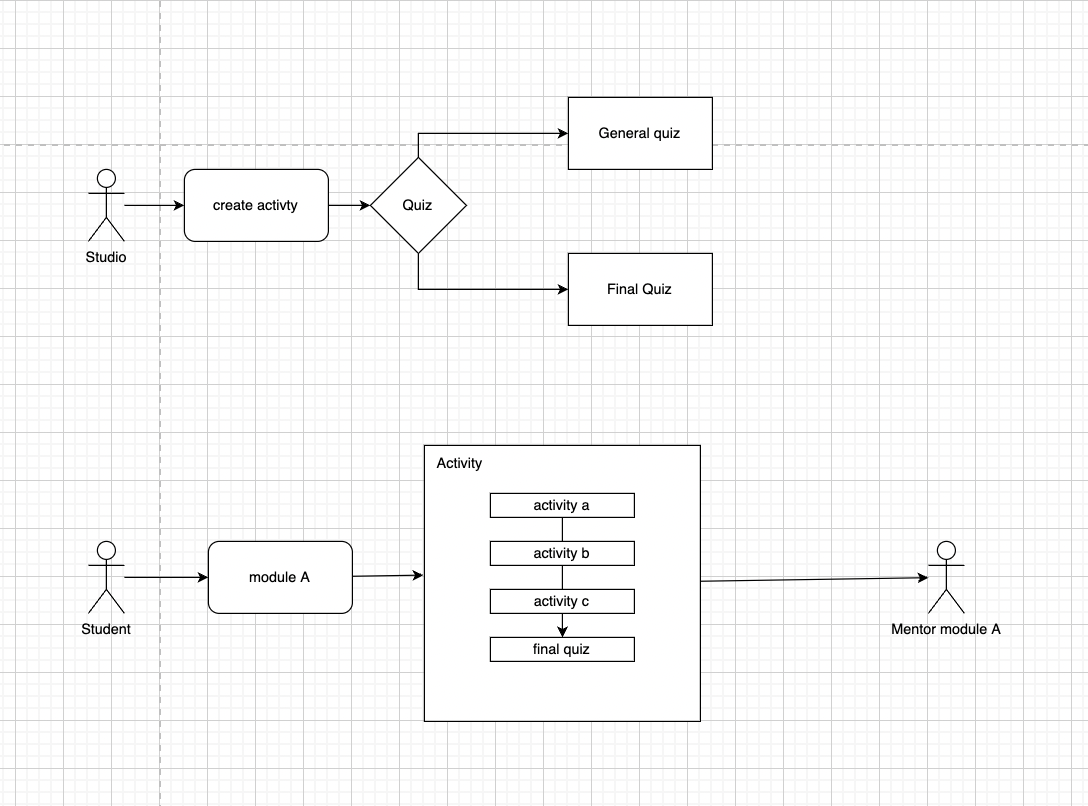 General quiz
create activty
Quiz
Studio
Final Quiz
Activity
activity a
activity b
module A
activity c
Student
Mentor module A
final quiz